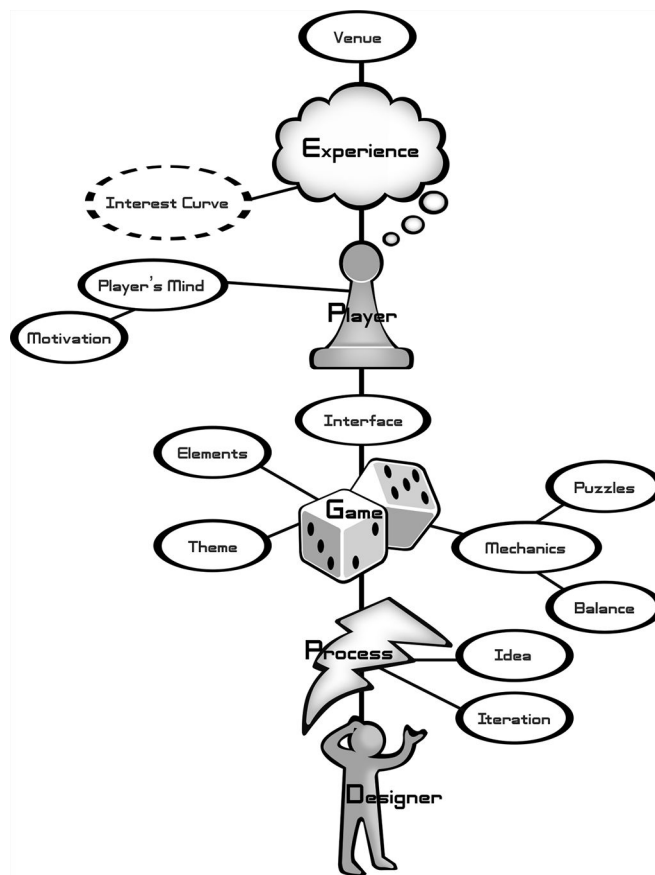 Venue
Experience
Interest Curve
Player's Mind
Player
Motivation
Interface
Elements
Puzzles
Game
Theme
Mechanics
Balance
Process
Idea
Iteration
Designer